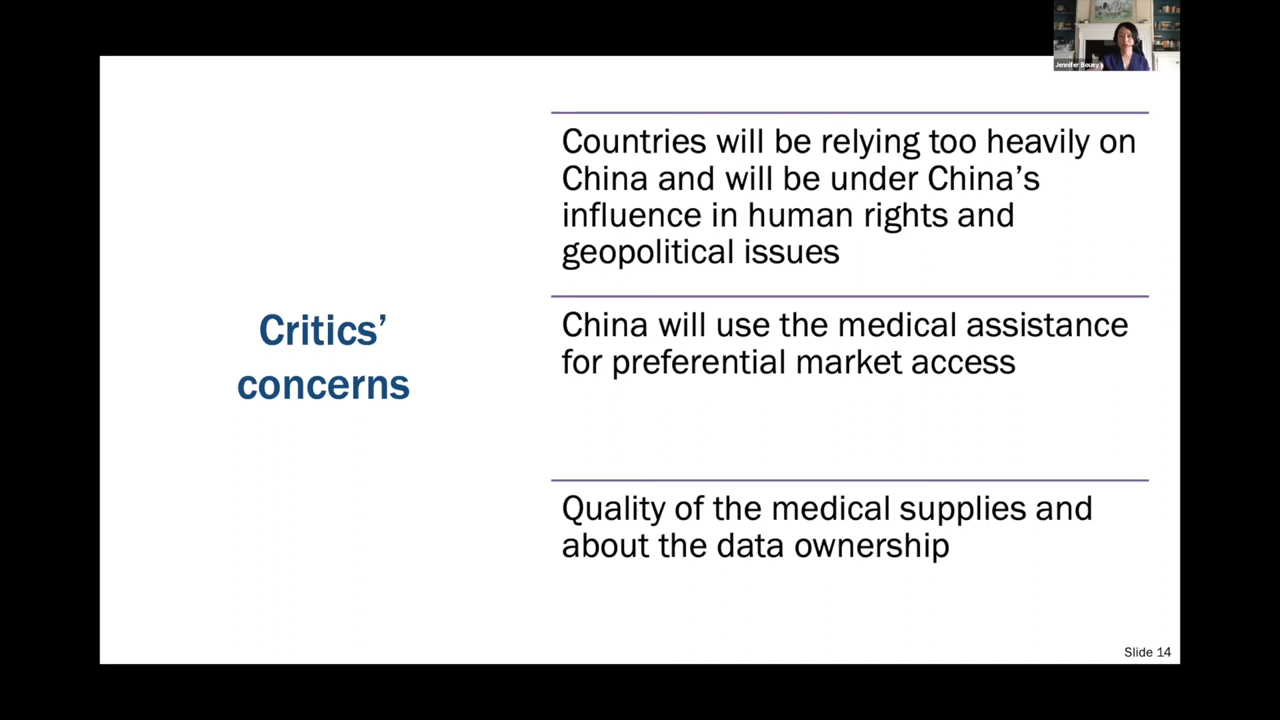 Jennifer Bouey
Critics’
concerns
Countries will be relying too heavily on
China and will be under China’s
influence in human rights and
geopolitical issues
China will use the medical assistance
for preferential market access
Quality of the medical supplies and
about the data ownership
Slide 14